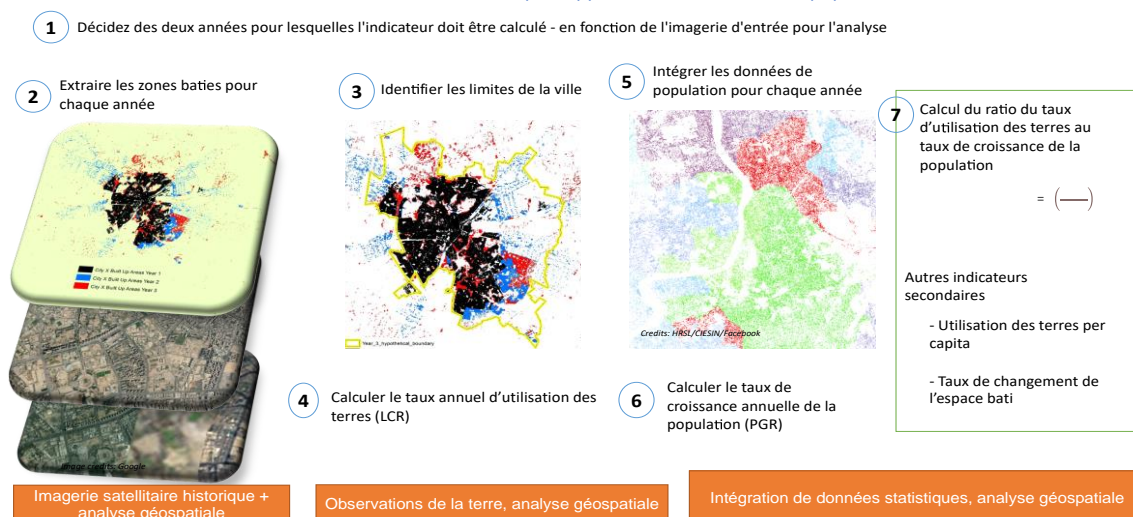 1 Décidez des deux années pour lesquelles l'indicateur doit être calculé - en fonction de l'imagerie d'entrée pour l'analyse
2 Extraire les zones baties pour
chaque année
City X Built Up Areas Year 1
City X Built Up Areas Year 2
City X Built Up Areas Year 3
Image credits: Google
3 Identifier les limites de la ville
Year_3_hypothetical_boundary
4 Calculer le taux annuel d'utilisation des
terres (LCR)
5 Intégrer les données de
population pour chaque année
Credits: HRSL/CIESIN/Facebook
6 Calculer le taux de
croissance annuelle de la
population (PGR)
7 Calcul du ratio du taux
d'utilisation des terres au
taux de croissance de la
population
= (—)
Autres indicateurs
secondaires
- Utilisation des terres per
capita
- Taux de changement de
l'espace bati
Imagerie satellitaire historique +
analyse géospatiale
Observations de la terre, analyse géospatiale
Intégration de données statistiques, analyse géospatiale